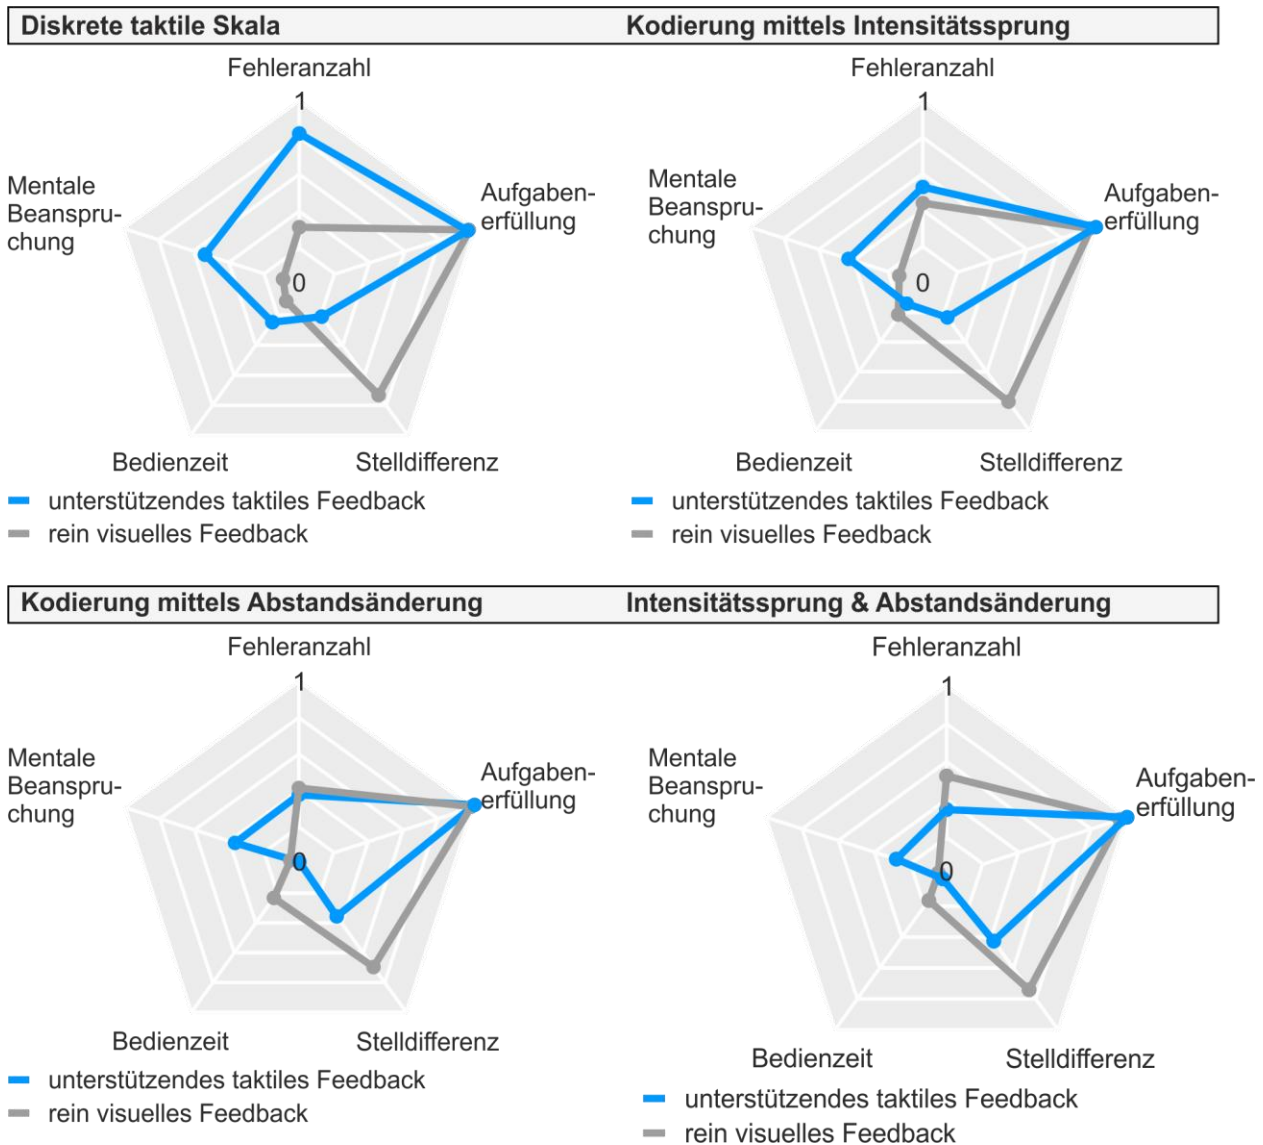 Diskrete taktile Skala
Kodierung mittels Intensitätssprung
Fehleranzahl
1
Mentale
Beanspru-
chung
Aufgaben-
erfüllung
0
Bedienzeit
Stelldifferenz
unterstützendes taktiles Feedback
rein visuelles Feedback
Fehleranzahl
1
Mentale
Beanspru-
chung
Aufgaben-
erfüllung
0
Bedienzeit
Stelldifferenz
unterstützendes taktiles Feedback
rein visuelles Feedback
Kodierung mittels Abstandsänderung
Intensitätssprung & Abstandsänderung
Fehleranzahl
1
Mentale
Beanspru-
chung
Aufgaben-
erfüllung
0
Bedienzeit
Stelldifferenz
unterstützendes taktiles Feedback
rein visuelles Feedback
Fehleranzahl
1
Mentale
Beanspru-
chung
Aufgaben-
erfüllung
0
Bedienzeit
Stelldifferenz
unterstützendes taktiles Feedback
rein visuelles Feedback